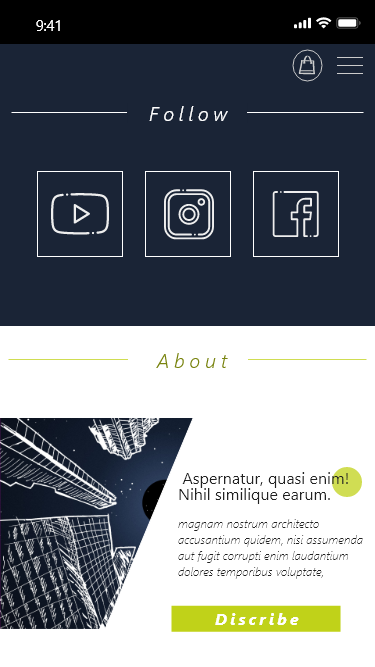 9:41
Follow
About
Aspernatur, quasi enim!
Nihil similique earum.
magnam nostrum architecto
accusantium quidem, nisi assumenda
aut fugit corrupti enim laudantium
dolores temporibus voluptate,
Discribe